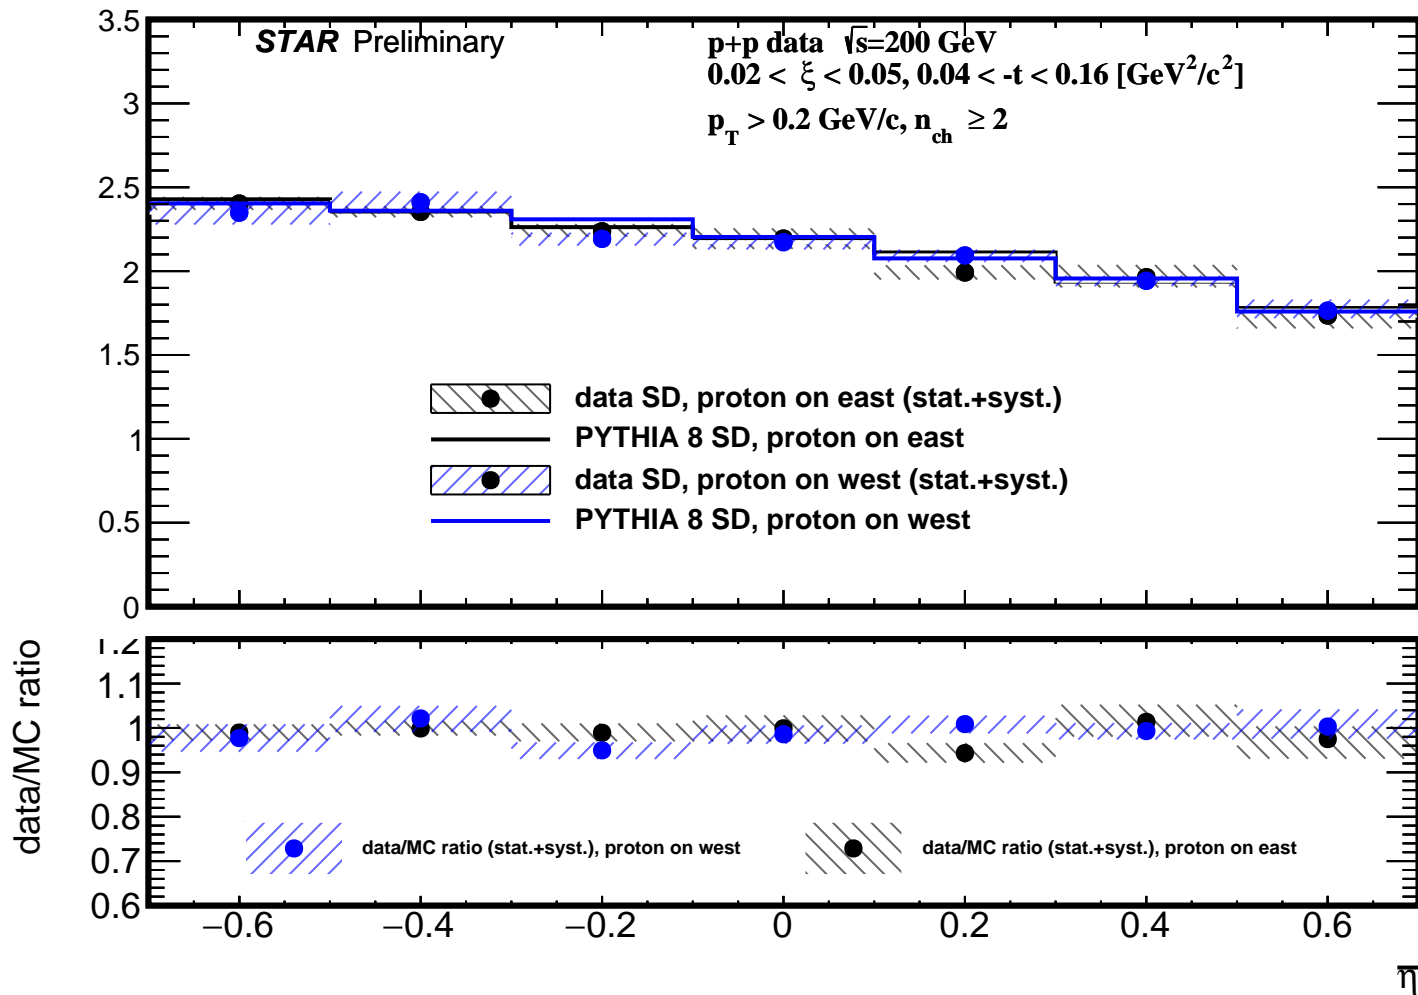 STAR Preliminary
p+p data √s=200 GeV
0.02 < ξ < 0.05, 0.04 < -t < 0.16 [GeV²/c²]
p_T > 0.2 GeV/c, n_ch ≥ 2
3.5
3
2.5
2
1.5
1
0.5
0
data SD, proton on east (stat.+syst.)
PYTHIA 8 SD, proton on east
data SD, proton on west (stat.+syst.)
PYTHIA 8 SD, proton on west
data/MC ratio
1.2
1.1
1
0.9
0.8
0.7
0.6
data/MC ratio (stat.+syst.), proton on west
data/MC ratio (stat.+syst.), proton on east
−0.6 −0.4 −0.2 0 0.2 0.4 0.6
η̅